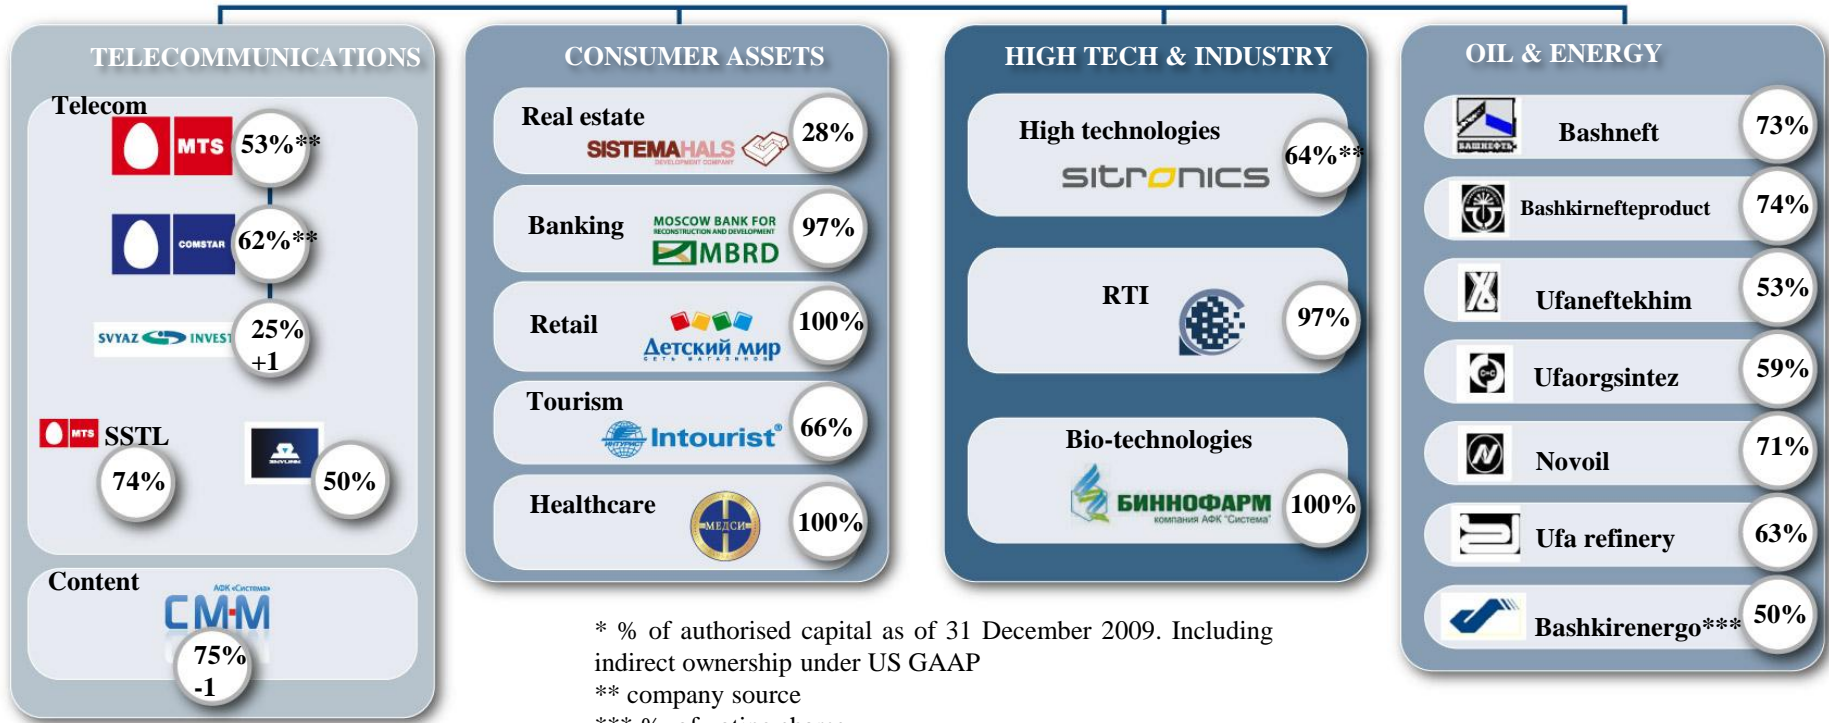 TELECOMMUNICATIONS
Telecom
MTS
53%**
COMSTAR
62%**
SVYAZ INVEST
25%
+1
MTS SSTL
74%
50%
Content
АФК «Система»
СММ
75%
-1
CONSUMER ASSETS
Real estate
SISTEMAHALS
DEVELOPMENT COMPANY
28%
Banking
MOSCOW BANK FOR
RECONSTRUCTION AND DEVELOPMENT
MBRD
97%
Retail
Детский мир
СЕТЬ МАГАЗИНОВ
100%
Tourism
ИНТУРИСТ
Intourist®
66%
Healthcare
МЕДСИ
100%
HIGH TECH & INDUSTRY
High technologies
sitronics
64%**
RTI
97%
Bio-technologies
БИННОФАРМ
компания АФК "Система"
100%
OIL & ENERGY
БАШНЕФТЬ
Bashneft
73%
Bashkirnefteproduct
74%
Ufaneftekhim
53%
Ufaorgsintez
59%
Novoil
71%
Ufa refinery
63%
Bashkirenergo***
50%
* % of authorised capital as of 31 December 2009. Including
indirect ownership under US GAAP
** company source